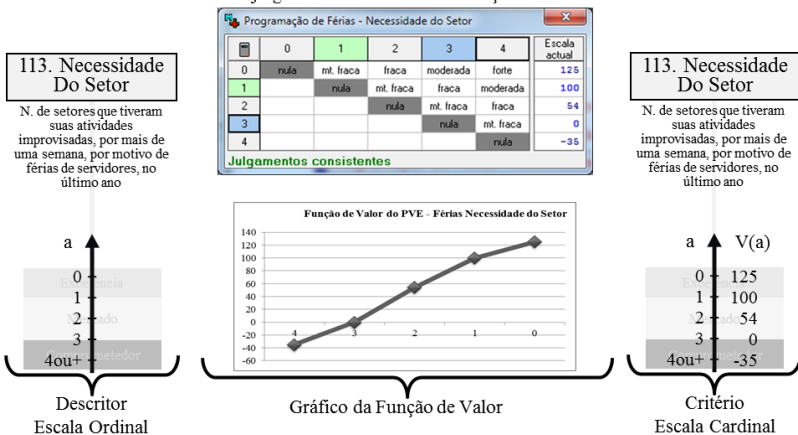 Programação de Férias - Necessidade do Setor
0 1 2 3 4 Escala actual
0 nula mt. fraca fraca moderada forte 125
1 nula mt. fraca fraca moderada 100
2 nula mt. fraca fraca 54
3 nula mt. fraca 0
4 nula -35
Julgamentos consistentes
113. Necessidade
Do Setor
N. de setores que tiveram
suas atividades
improvisadas, por mais de
uma semana, por motivo de
férias de servidores, no
último ano
a
0
1
2
3
4ou+
Descritor
Escala Ordinal
Função de Valor do PVE - Férias Necessidade do Setor
140
120
100
80
60
40
20
0
-20
-40
-60
4 3 2 1 0
Gráfico da Função de Valor
113. Necessidade
Do Setor
N. de setores que tiveram
suas atividades
improvisadas, por mais de
uma semana, por motivo de
férias de servidores, no
último ano
a V(a)
0 125
1 100
2 54
3 0
4ou+ -35
Critério
Escala Cardinal